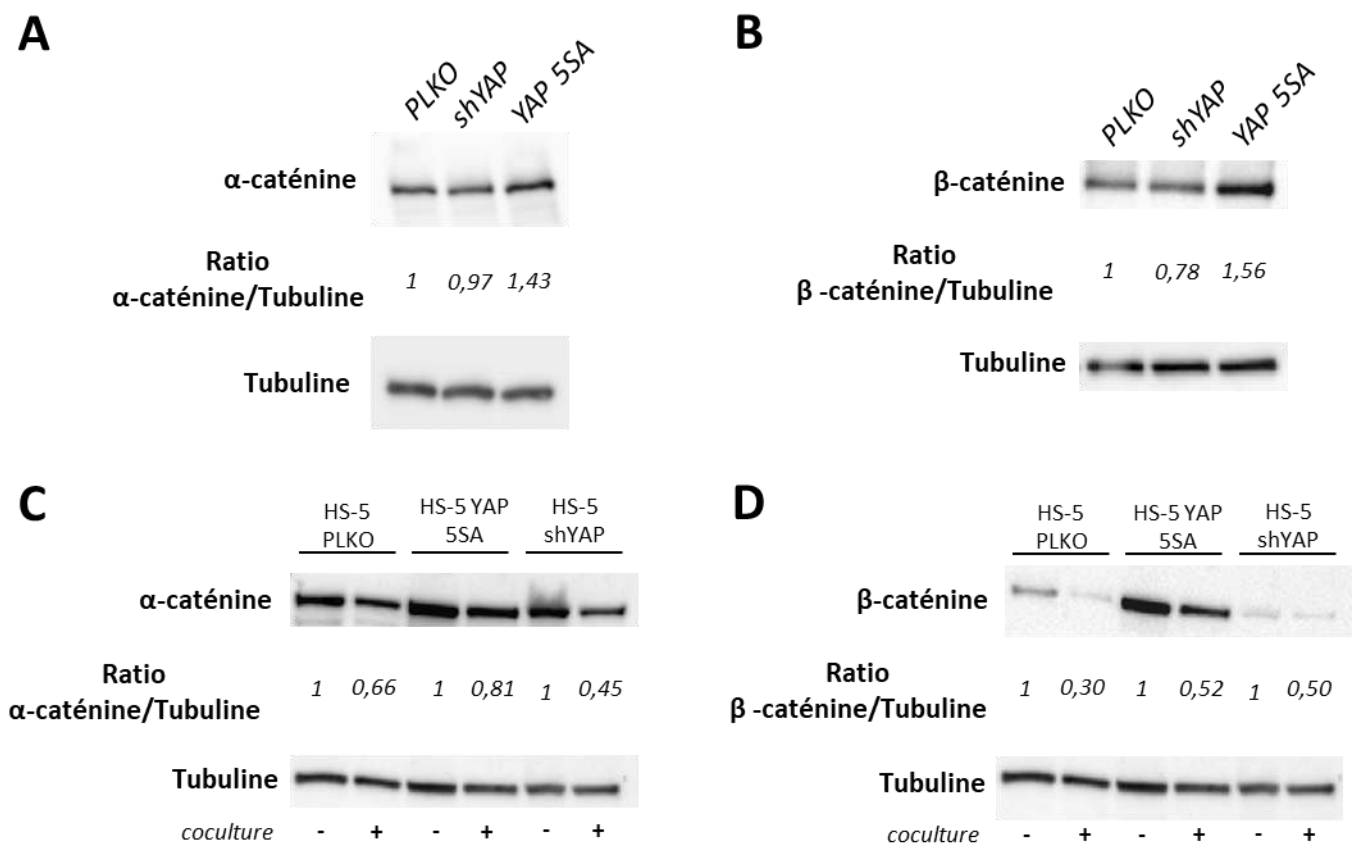 A
PLKO
shYAP
YAP 5SA
α-caténine
Ratio
α-caténine/Tubuline
1 0,97 1,43
Tubuline
B
PLKO
shYAP
YAP 5SA
β-caténine
Ratio
β -caténine/Tubuline
1 0,78 1,56
Tubuline
C
HS-5 HS-5 YAP HS-5
PLKO 5SA shYAP
α-caténine
Ratio
α-caténine/Tubuline
1 0,66 1 0,81 1 0,45
Tubuline
coculture - + - + - +
D
HS-5 HS-5 YAP HS-5
PLKO 5SA shYAP
β-caténine
Ratio
β -caténine/Tubuline
1 0,30 1 0,52 1 0,50
Tubuline
coculture - + - + - +